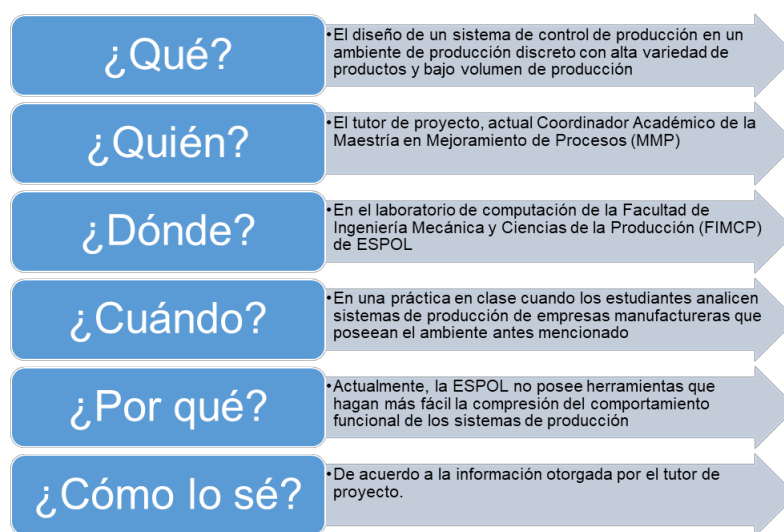 ¿Qué?
•El diseño de un sistema de control de producción en un
ambiente de producción discreto con alta variedad de
productos y bajo volumen de producción
¿Quién?
•El tutor de proyecto, actual Coordinador Académico de la
Maestría en Mejoramiento de Procesos (MMP)
¿Dónde?
•En el laboratorio de computación de la Facultad de
Ingeniería Mecánica y Ciencias de la Producción (FIMCP)
de ESPOL
¿Cuándo?
•En una práctica en clase cuando los estudiantes analicen
sistemas de producción de empresas manufactureras que
poseean el ambiente antes mencionado
¿Por qué?
•Actualmente, la ESPOL no posee herramientas que
hagan más fácil la compresión del comportamiento
funcional de los sistemas de producción
¿Cómo lo sé?
•De acuerdo a la información otorgada por el tutor de
proyecto.